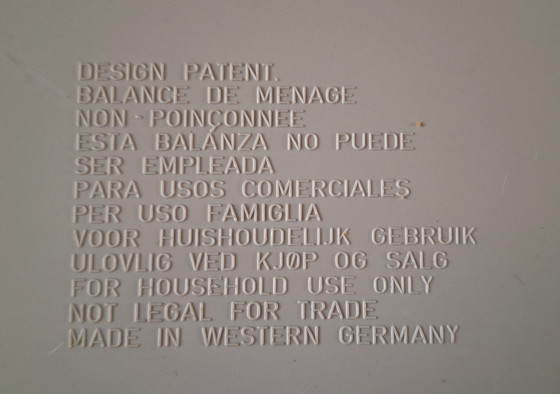 DESIGN PATENT.
BALANCE DE MENAGE
NON-POINÇONNEE
ESTA BALÁNZA NO PUEDE
SER EMPLEADA
PARA USOS COMERCIALES
PER USO FAMIGLIA
VOOR HUISHOUDELIJK GEBRUIK
ULOVLIG VED KJØP OG SALG
FOR HOUSEHOLD USE ONLY
NOT LEGAL FOR TRADE
MADE IN WESTERN GERMANY